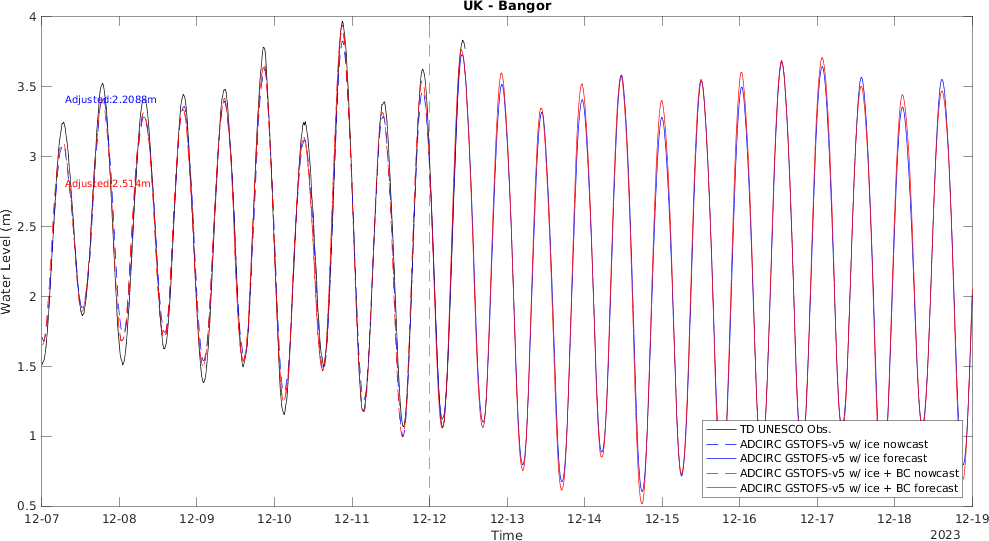 UK - Bangor
Water Level (m)
4
3.5
3
2.5
2
1.5
1
0.5
Adjusted:2.2088m
Adjusted:2.514m
TD UNESCO Obs.
ADCIRC GSTOFS-v5 w/ ice nowcast
ADCIRC GSTOFS-v5 w/ ice forecast
ADCIRC GSTOFS-v5 w/ ice + BC nowcast
ADCIRC GSTOFS-v5 w/ ice + BC forecast
12-07 12-08 12-09 12-10 12-11 12-12 12-13 12-14 12-15 12-16 12-17 12-18 12-19
Time
2023